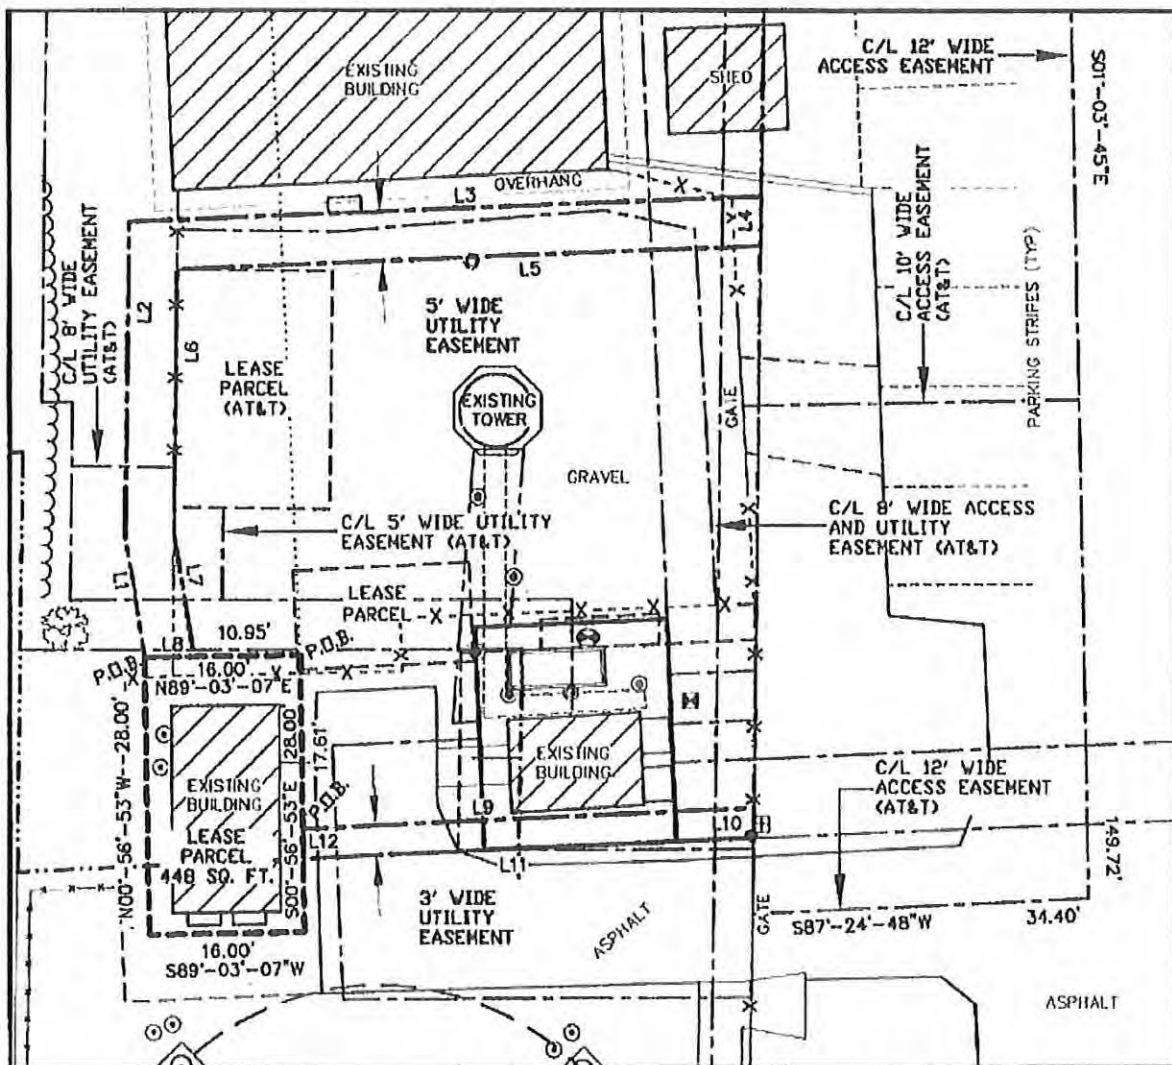 C/L 12' WIDE
ACCESS EASEMENT
S01°-03'-45"E
EXISTING
BUILDING
SHED
OVERHANG
L3
X
L4
L5
C/L 10' WIDE
ACCESS EASEMENT
(AT&T)
PARKING STRIPES (TYP)
C/L 8' WIDE
UTILITY EASEMENT
(AT&T)
L2
L6
5' WIDE
UTILITY
EASEMENT
LEASE
PARCEL
(AT&T)
EXISTING
TOWER
GATE
GRAVEL
C/L 5' WIDE UTILITY
EASEMENT (AT&T)
C/L 8' WIDE ACCESS
AND UTILITY
EASEMENT (AT&T)
L1
L7
LEASE
PARCEL
L8
10.95'
P.O.B.
P.O.B.
16.00'
N89°-03'-07"E
N00°-56'-53"W--28.00'
S00°-56'-53"E 28.00'
17.61'
P.O.B.
EXISTING
BUILDING
LEASE
PARCEL
448 SQ. FT.
EXISTING
BUILDING
L9
L10
L12
L11
C/L 12' WIDE
ACCESS EASEMENT
(AT&T)
149.72'
3' WIDE
UTILITY
EASEMENT
ASPHALT
GATE
S87°-24'-48"W
34.40'
16.00'
S89°-03'-07"W
ASPHALT